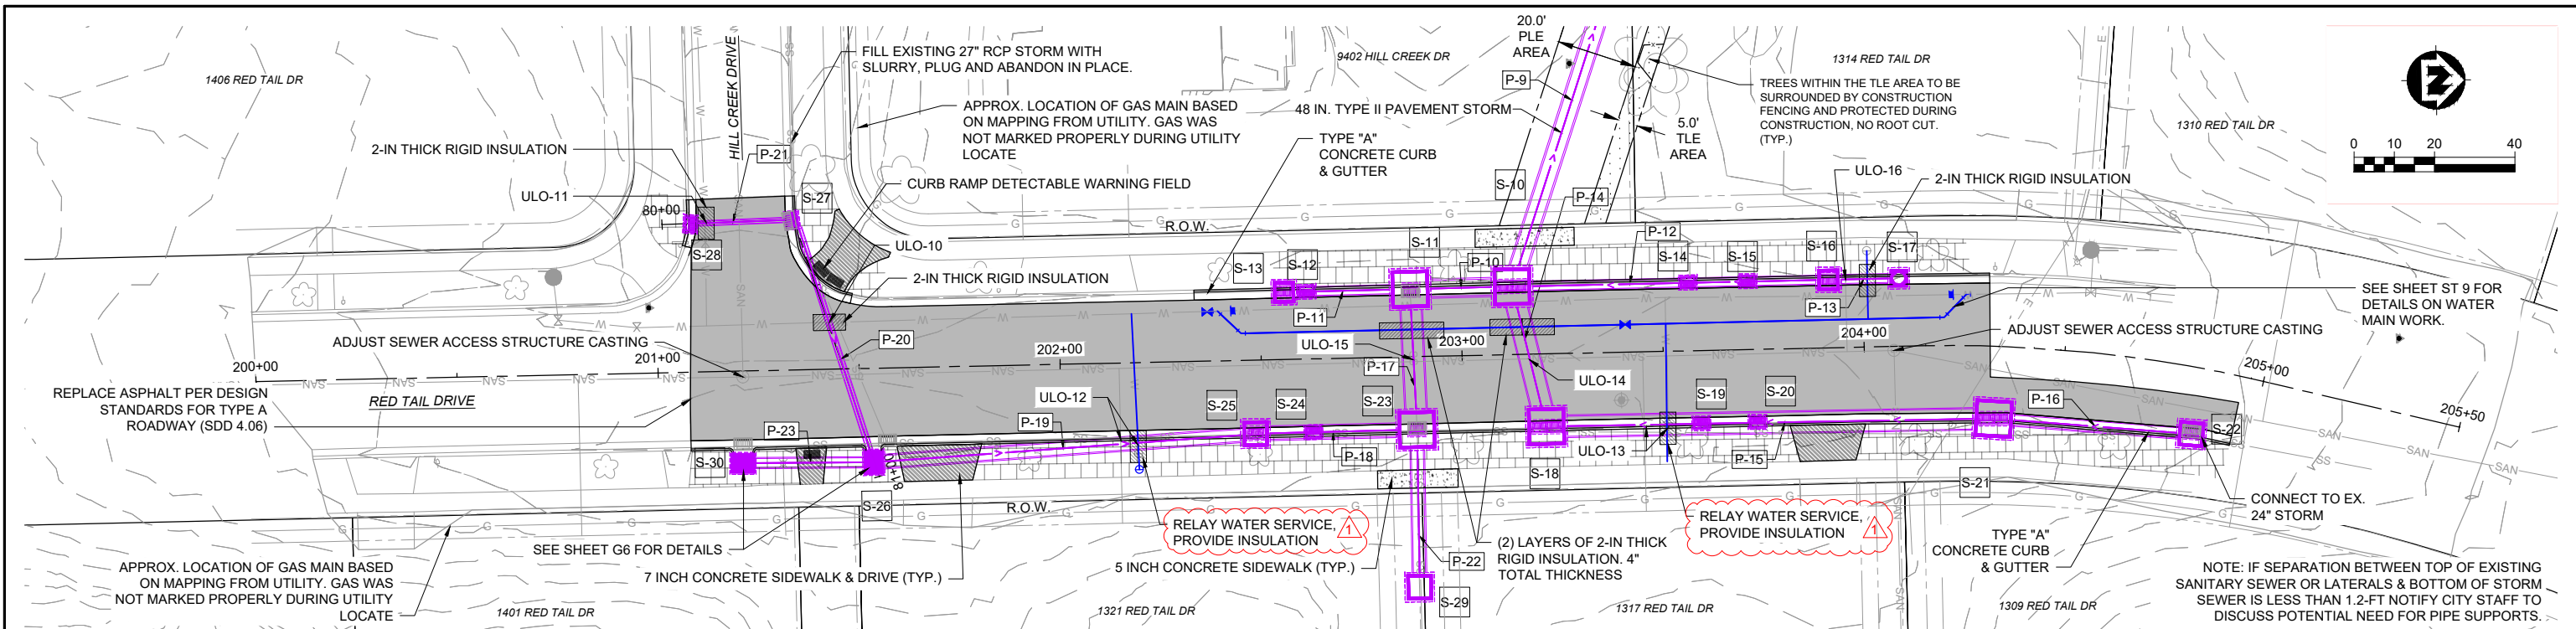 1406 RED TAIL DR
HILL CREEK DRIVE
FILL EXISTING 27" RCP STORM WITH
SLURRY, PLUG AND ABANDON IN PLACE.
APPROX. LOCATION OF GAS MAIN BASED
ON MAPPING FROM UTILITY. GAS WAS
NOT MARKED PROPERLY DURING UTILITY
LOCATE
2-IN THICK RIGID INSULATION
P-21
ULO-11
S-27
CURB RAMP DETECTABLE WARNING FIELD
80+00
S-28
ULO-10
2-IN THICK RIGID INSULATION
P-20
9402 HILL CREEK DR
20.0'
PLE
AREA
P-9
48 IN. TYPE II PAVEMENT STORM
TYPE "A"
CONCRETE CURB
& GUTTER
5.0'
TLE
AREA
1314 RED TAIL DR
TREES WITHIN THE TLE AREA TO BE
SURROUNDED BY CONSTRUCTION
FENCING AND PROTECTED DURING
CONSTRUCTION, NO ROOT CUT.
(TYP.)
1310 RED TAIL DR
0 10 20 40
S-10
P-14
ULO-16
2-IN THICK RIGID INSULATION
R.O.W.
S-13
S-12
S-11
P-10
P-12
S-14
S-15
S-16
S-17
P-11
P-13
SEE SHEET ST 9 FOR
DETAILS ON WATER
MAIN WORK.
ADJUST SEWER ACCESS STRUCTURE CASTING
ADJUST SEWER ACCESS STRUCTURE CASTING
200+00
201+00
202+00
203+00
204+00
205+00
205+50
ULO-15
P-17
ULO-14
REPLACE ASPHALT PER DESIGN
STANDARDS FOR TYPE A
ROADWAY (SDD 4.06)
RED TAIL DRIVE
ULO-12
P-19
S-25
S-24
S-23
S-19
S-20
P-16
S-22
P-23
S-30
81+00
S-26
P-18
S-18
ULO-13
P-15
S-21
R.O.W.
SEE SHEET G6 FOR DETAILS
7 INCH CONCRETE SIDEWALK & DRIVE (TYP.)
RELAY WATER SERVICE,
PROVIDE INSULATION
1
5 INCH CONCRETE SIDEWALK (TYP.)
P-22
S-29
(2) LAYERS OF 2-IN THICK
RIGID INSULATION. 4"
TOTAL THICKNESS
RELAY WATER SERVICE,
PROVIDE INSULATION
1
TYPE "A"
CONCRETE CURB
& GUTTER
CONNECT TO EX.
24" STORM
APPROX. LOCATION OF GAS MAIN BASED
ON MAPPING FROM UTILITY. GAS WAS
NOT MARKED PROPERLY DURING UTILITY
LOCATE
1401 RED TAIL DR
1321 RED TAIL DR
1317 RED TAIL DR
1309 RED TAIL DR
NOTE: IF SEPARATION BETWEEN TOP OF EXISTING
SANITARY SEWER OR LATERALS & BOTTOM OF STORM
SEWER IS LESS THAN 1.2-FT NOTIFY CITY STAFF TO
DISCUSS POTENTIAL NEED FOR PIPE SUPPORTS.